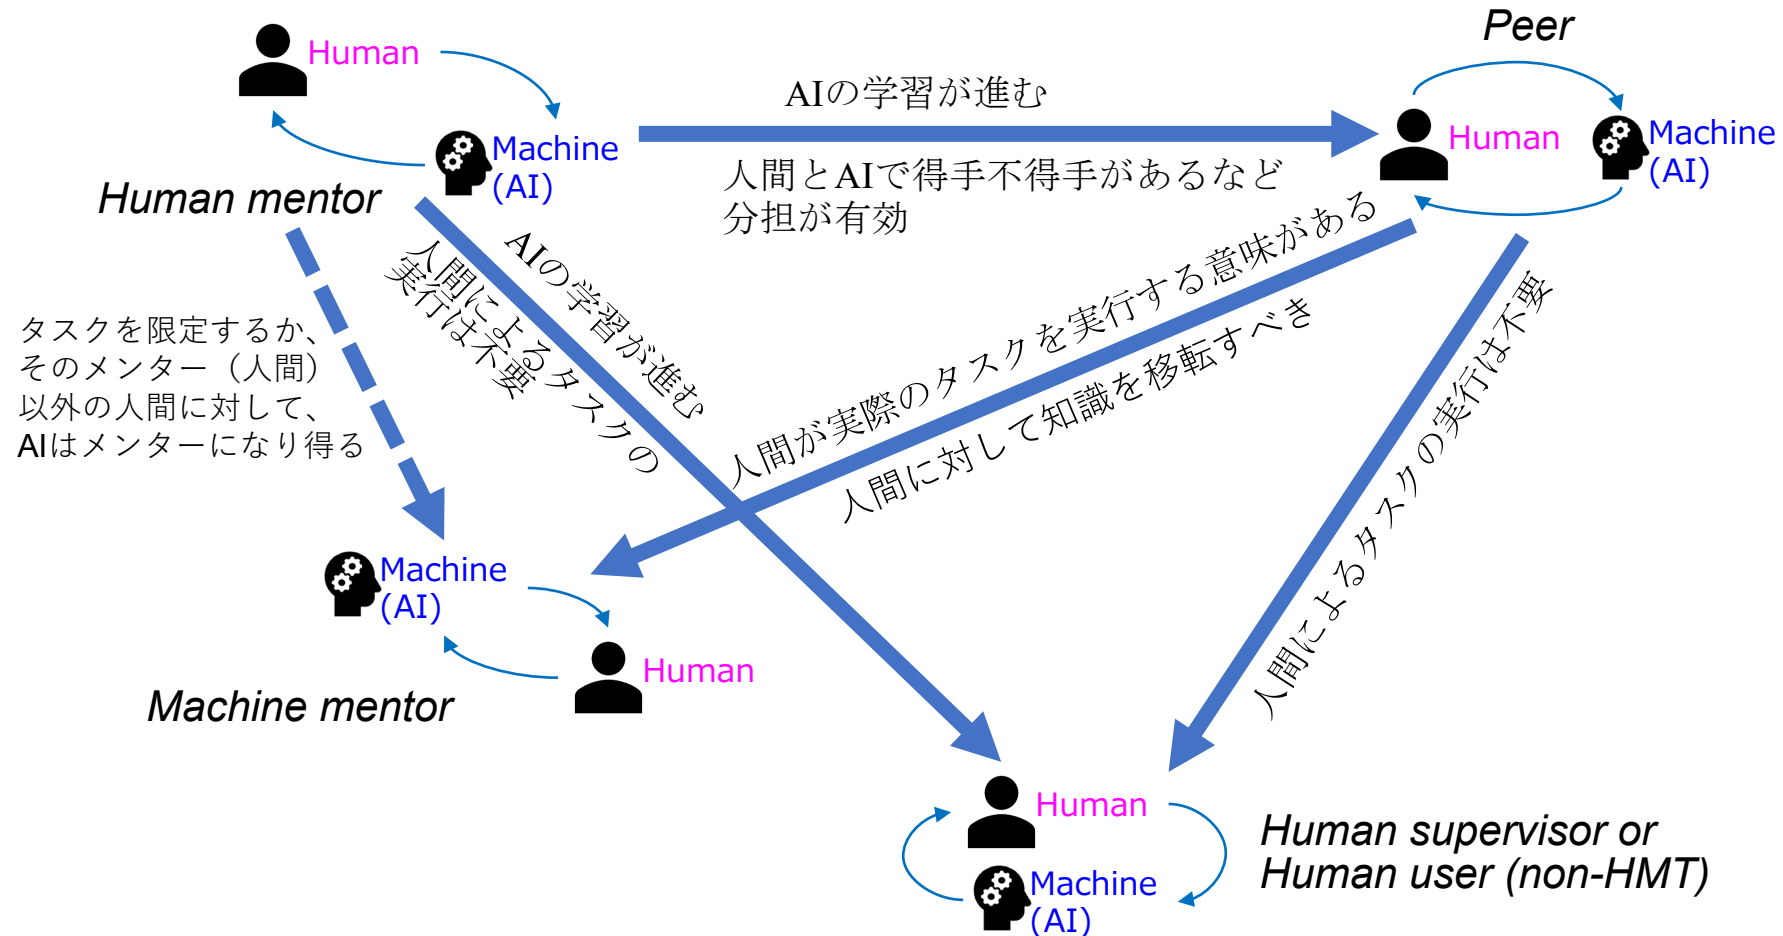 Human
Machine
(AI)
Human mentor
AIの学習が進む
人間とAIで得手不得手があるなど
分担が有効
Peer
Human
Machine
(AI)
タスクを限定するか、
そのメンター（人間）
以外の人間に対して、
AIはメンターになり得る
AIの学習が進む
人間によるタスクの
実行は不要
人間が実際のタスクを実行する意味がある
人間に対して知識を移転すべき
人間によるタスクの実行は不要
Machine
(AI)
Human
Machine mentor
Human
Machine
(AI)
Human supervisor or
Human user (non-HMT)